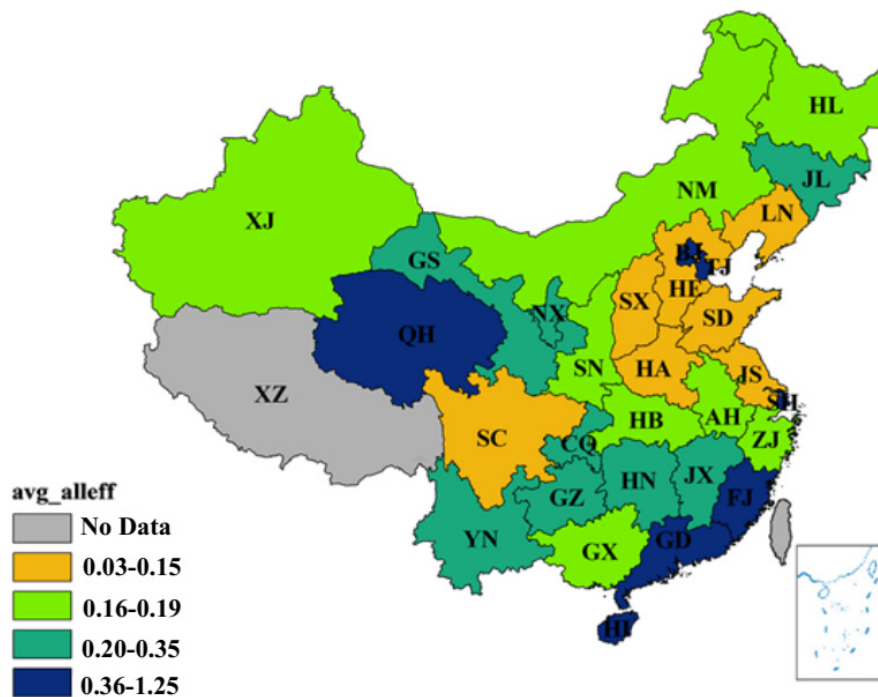 HL
JL
NM
LN
XJ
BJ
TJ
GS
HE
SX
NX
SD
QH
HA
JS
SN
SH
XZ
HB
AH
ZJ
SC
CQ
HN
JX
GZ
FJ
YN
GD
GX
HI
avg_alleff
No Data
0.03-0.15
0.16-0.19
0.20-0.35
0.36-1.25